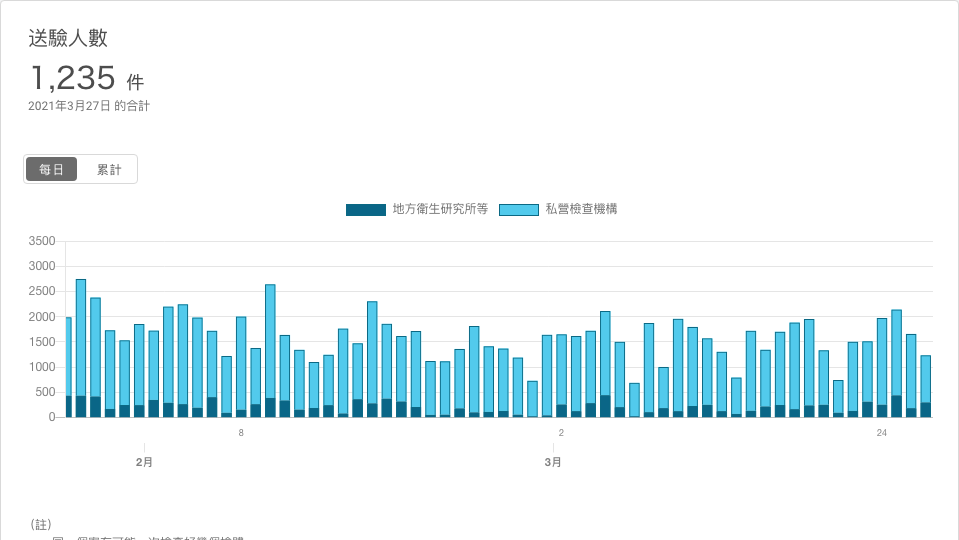 送驗人數
1,235 件
2021年3月27日 的合計
每日 累計
地方衛生研究所等 私營檢查機構
3500
3000
2500
2000
1500
1000
500
0
8 2 24
2月 3月
(註)